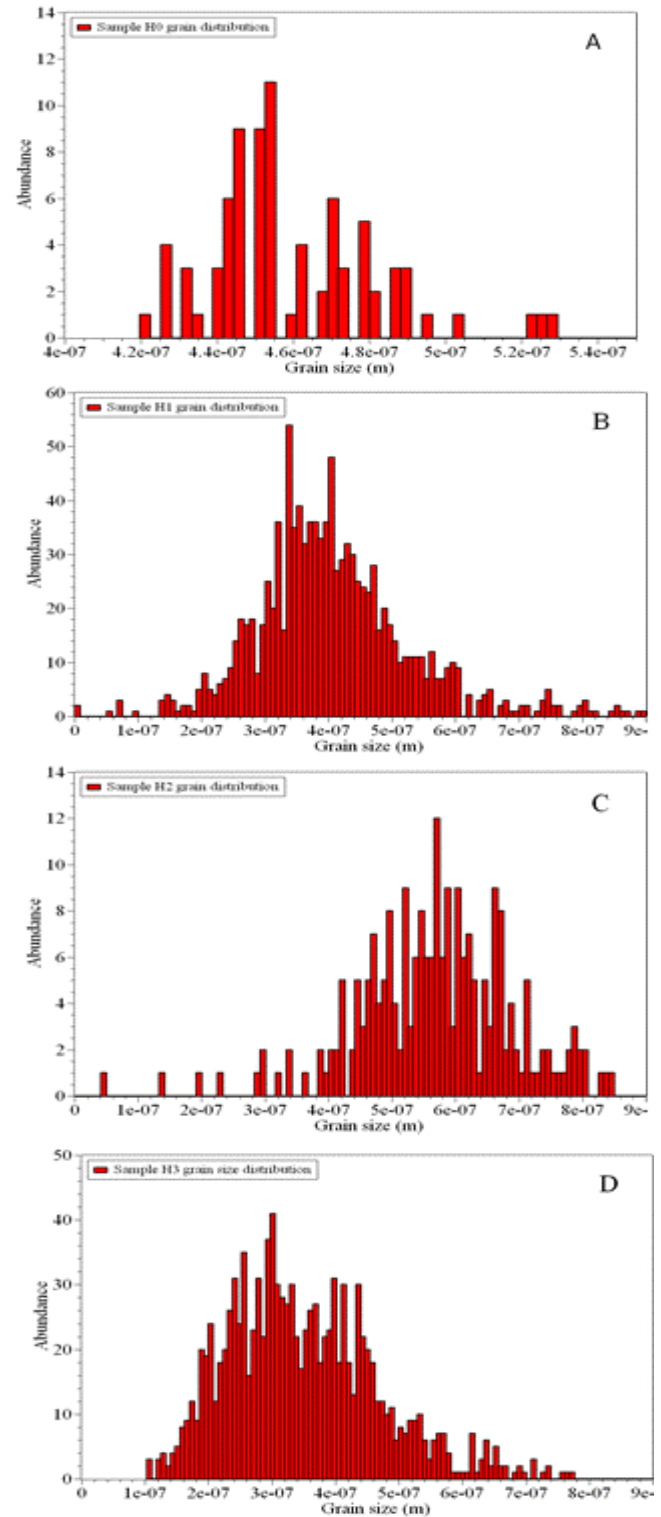 14
Sample H0 grain distribution
A
12
10
8
6
4
2
0
Abundance
4e-07 4.2e-07 4.4e-07 4.6e-07 4.8e-07 5e-07 5.2e-07 5.4e-07
Grain size (m)
60
Sample H1 grain distribution
B
50
40
30
20
10
0
Abundance
0 1e-07 2e-07 3e-07 4e-07 5e-07 6e-07 7e-07 8e-07 9e-
Grain size (m)
14
Sample H2 grain distribution
C
12
10
8
6
4
2
0
Abundance
0 1e-07 2e-07 3e-07 4e-07 5e-07 6e-07 7e-07 8e-07 9e-
Grain size (m)
50
Sample H3 grain size distribution
D
40
30
20
10
0
Abundance
0 1e-07 2e-07 3e-07 4e-07 5e-07 6e-07 7e-07 8e-07 9e-
Grain size (m)